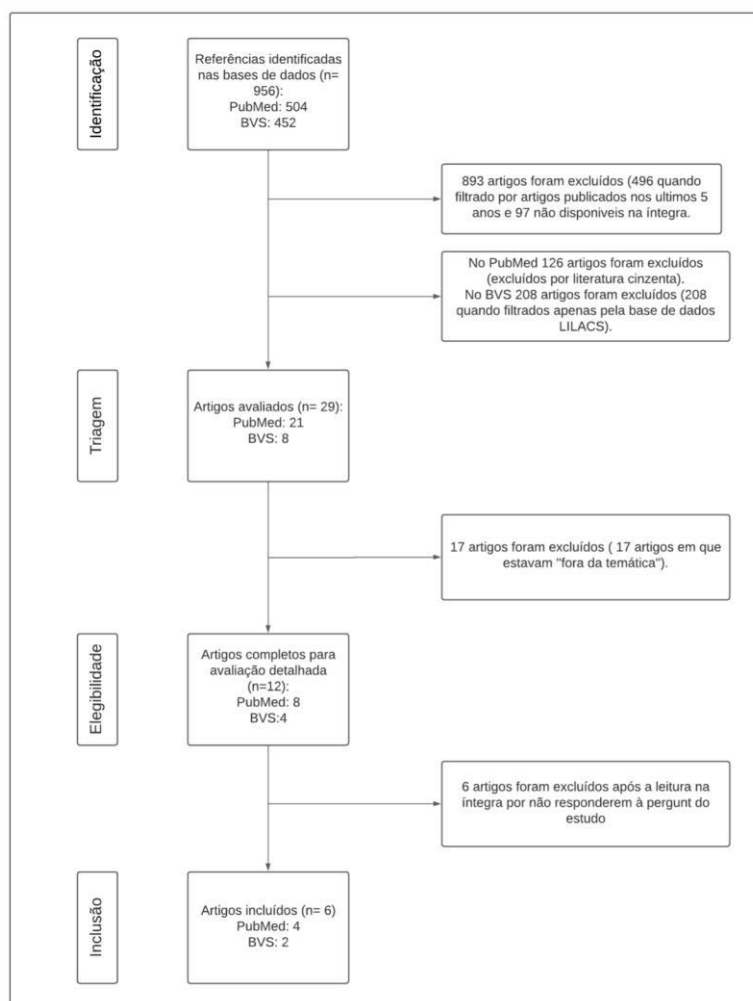 Identificação
Referências identificadas
nas bases de dados (n=
956):
PubMed: 504
BVS: 452
893 artigos foram excluídos (496 quando
filtrado por artigos publicados nos ultimos 5
anos e 97 não disponiveis na íntegra.
No PubMed 126 artigos foram excluídos
(excluídos por literatura cinzenta).
No BVS 208 artigos foram excluídos (208
quando filtrados apenas pela base de dados
LILACS).
Triagem
Artigos avaliados (n= 29):
PubMed: 21
BVS: 8
17 artigos foram excluídos ( 17 artigos em que
estavam "fora da temática").
Elegibilidade
Artigos completos para
avaliação detalhada
(n=12):
PubMed: 8
BVS:4
6 artigos foram excluídos após a leitura na
íntegra por não responderem à pergunt do
estudo
Inclusão
Artigos incluídos (n= 6)
PubMed: 4
BVS: 2